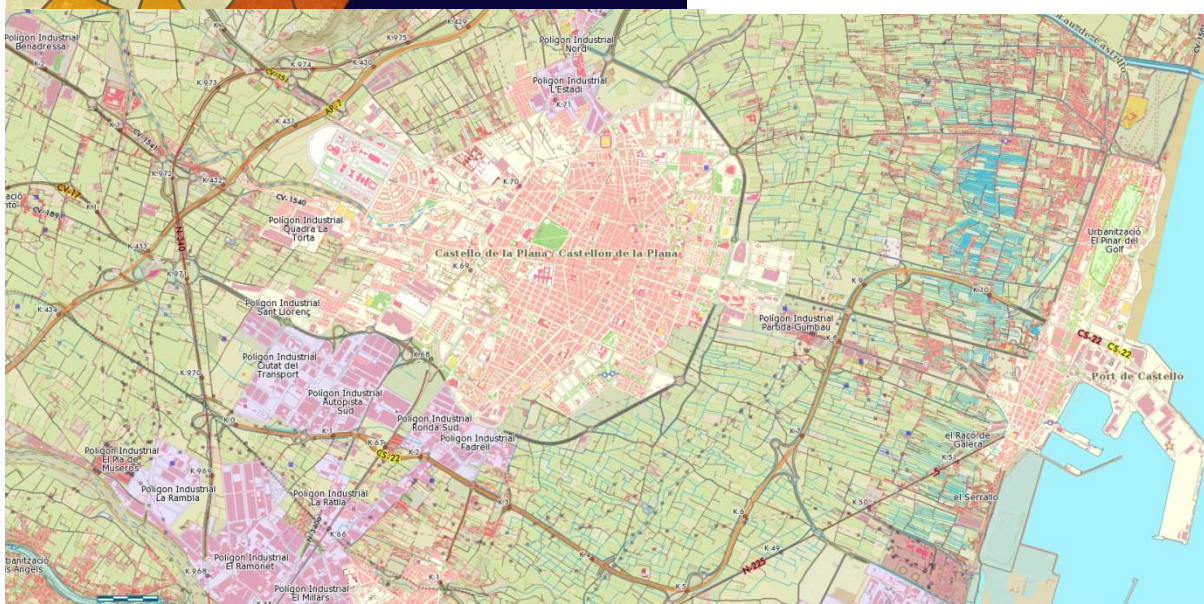 K-429
Polígon Industrial
Benadressa
Polígon Industrial
Nord
K-975
K-974
K-430
CV-151
K-973
AP-7
Polígon Industrial
L'Estadi
K-71
K-431
CV-1541
K-972
K-432
K-70
CV-17
CV-1540
CV-189
K-1
N-340
Polígon Industrial
Quadra La
Torta
Urbanització
El Pinar del
Golf
K-433
K-971
Castelló de la Plana / Castellon de la Plana
K-69
K-9
K-10
K-434
Polígon Industrial
Sant Llorenç
Polígon Industrial
Partida-Gumbau
K-8
CS-22
CS-22
Polígon Industrial
Ciutat del
Transport
K-68
K-970
Port de Castelló
Polígon Industrial
Autopista
Sud
K-0
K-1
Polígon Industrial
Ronda Sud
K-67
CS-22
K-2
Polígon Industrial
Fadrell
K-7
el Racó de
Galera
Polígon Industrial
El Pla de
Museros
K-969
K-51
Polígon Industrial
La Rambla
Polígon Industrial
La Ratlla
K-3
K-50
el Serrallo
K-6
K-66
K-4
K-49
Polígon Industrial
El Ramonet
K-968
K-1
K-5
N-225
Polígon Industrial
El Millars